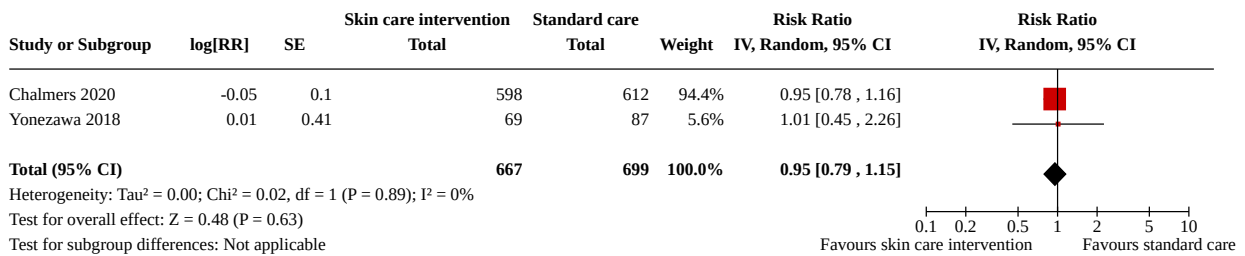 Skin care intervention Standard care Risk Ratio Risk Ratio
Study or Subgroup log[RR] SE Total Total Weight IV, Random, 95% CI IV, Random, 95% CI
Chalmers 2020 -0.05 0.1 598 612 94.4% 0.95 [0.78 , 1.16]
Yonezawa 2018 0.01 0.41 69 87 5.6% 1.01 [0.45 , 2.26]
Total (95% CI) 667 699 100.0% 0.95 [0.79 , 1.15]
Heterogeneity: Tau² = 0.00; Chi² = 0.02, df = 1 (P = 0.89); I² = 0%
Test for overall effect: Z = 0.48 (P = 0.63)
0.1 0.2 0.5 1 2 5 10
Test for subgroup differences: Not applicable
Favours skin care intervention Favours standard care